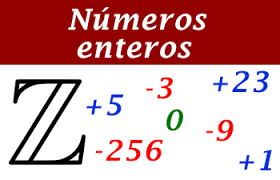 Números
enteros
ℤ
+5
-3
+23
0
-9
-256
+1